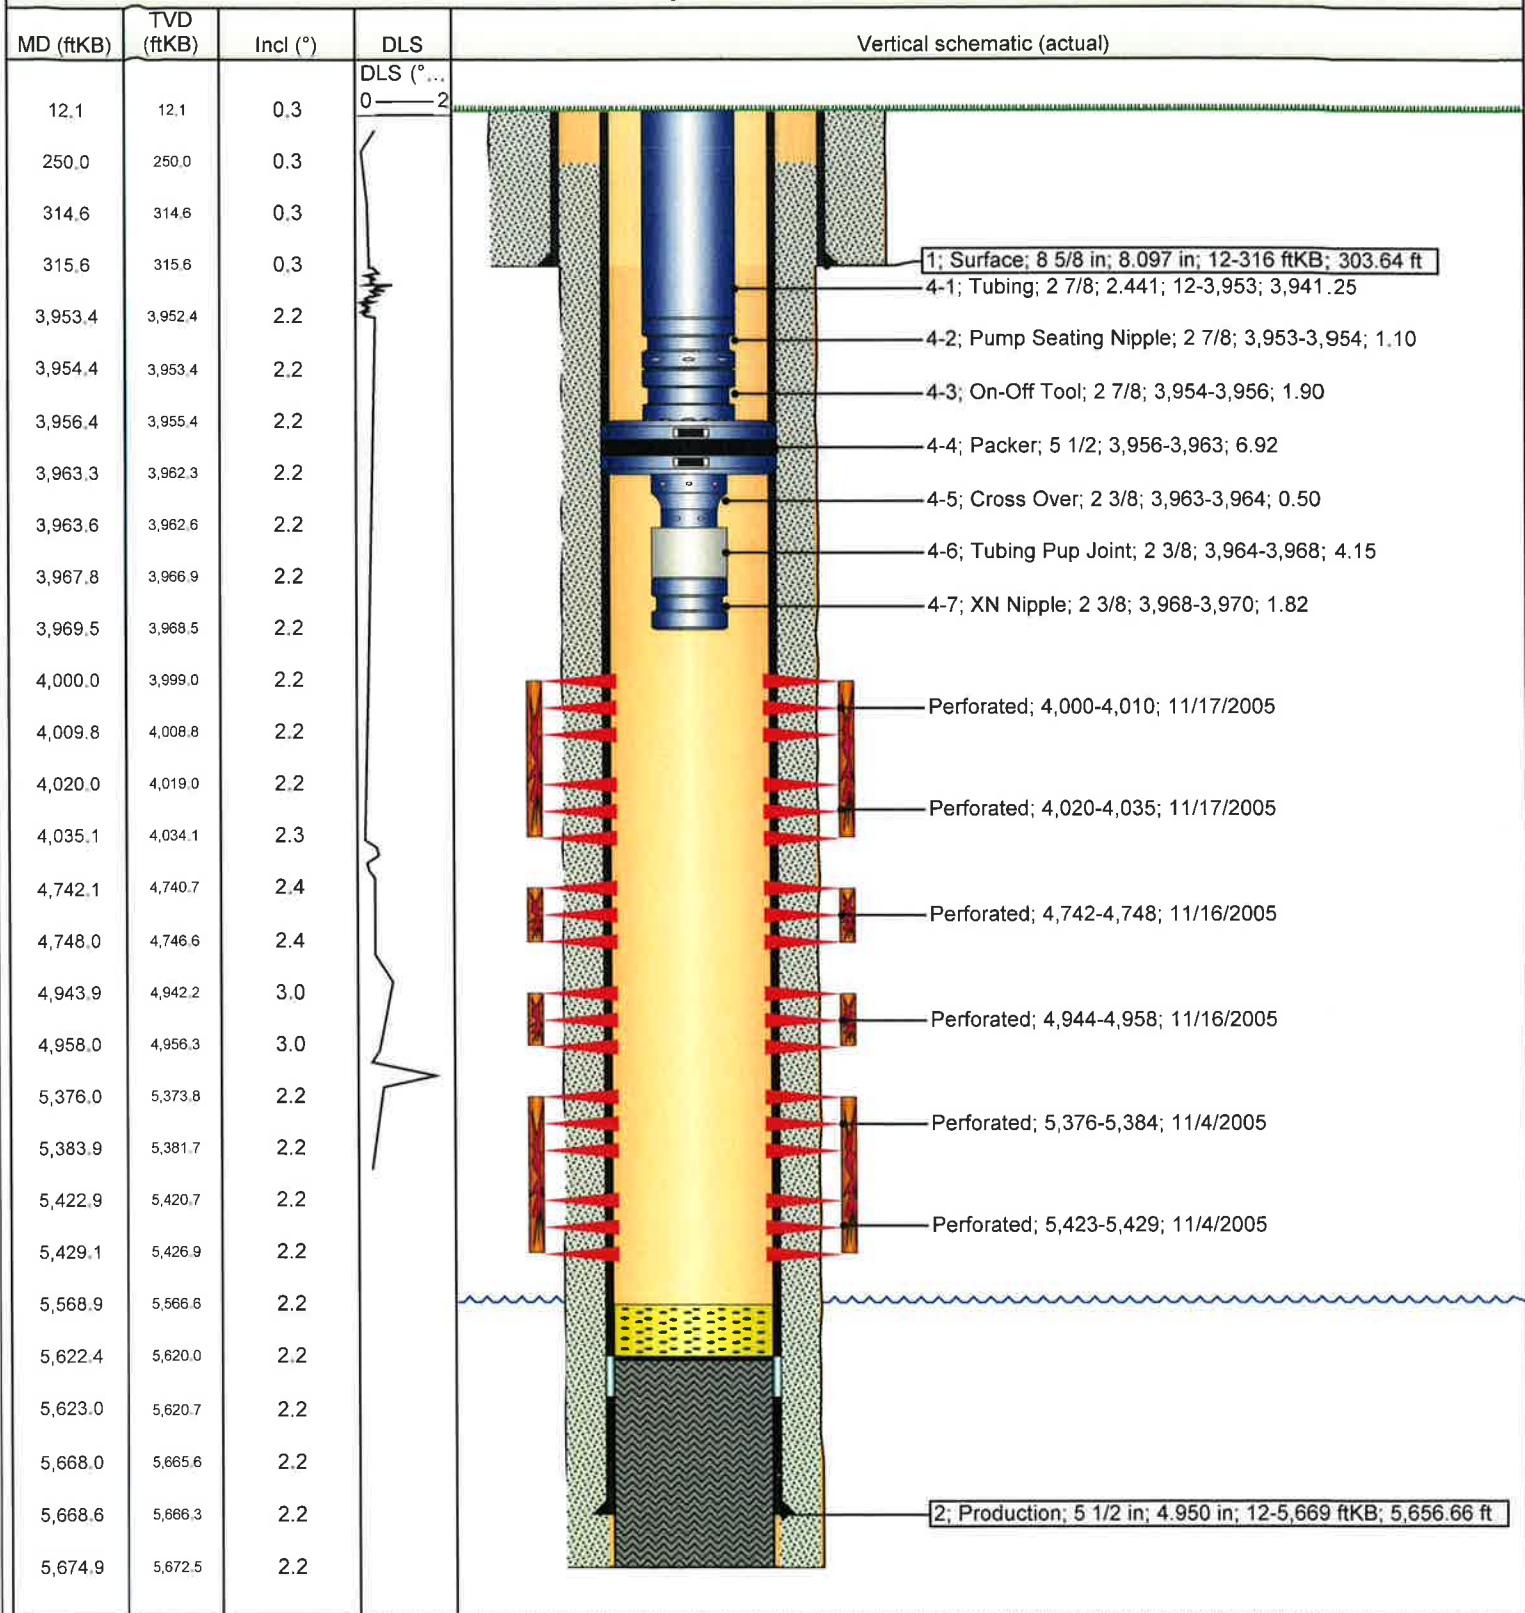 MD (ftKB)
TVD (ftKB)
Incl (°)
DLS
Vertical schematic (actual)
DLS (°...
0 2
12.1 12.1 0.3
250.0 250.0 0.3
314.6 314.6 0.3
315.6 315.6 0.3
3,953.4 3,952.4 2.2
3,954.4 3,953.4 2.2
3,956.4 3,955.4 2.2
3,963.3 3,962.3 2.2
3,963.6 3,962.6 2.2
3,967.8 3,966.9 2.2
3,969.5 3,968.5 2.2
4,000.0 3,999.0 2.2
4,009.8 4,008.8 2.2
4,020.0 4,019.0 2.2
4,035.1 4,034.1 2.3
4,742.1 4,740.7 2.4
4,748.0 4,746.6 2.4
4,943.9 4,942.2 3.0
4,958.0 4,956.3 3.0
5,376.0 5,373.8 2.2
5,383.9 5,381.7 2.2
5,422.9 5,420.7 2.2
5,429.1 5,426.9 2.2
5,568.9 5,566.6 2.2
5,622.4 5,620.0 2.2
5,623.0 5,620.7 2.2
5,668.0 5,665.6 2.2
5,668.6 5,666.3 2.2
5,674.9 5,672.5 2.2
1; Surface; 8 5/8 in; 8.097 in; 12-316 ftKB; 303.64 ft
4-1; Tubing; 2 7/8; 2.441; 12-3,953; 3,941.25
4-2; Pump Seating Nipple; 2 7/8; 3,953-3,954; 1.10
4-3; On-Off Tool; 2 7/8; 3,954-3,956; 1.90
4-4; Packer; 5 1/2; 3,956-3,963; 6.92
4-5; Cross Over; 2 3/8; 3,963-3,964; 0.50
4-6; Tubing Pup Joint; 2 3/8; 3,964-3,968; 4.15
4-7; XN Nipple; 2 3/8; 3,968-3,970; 1.82
Perforated; 4,000-4,010; 11/17/2005
Perforated; 4,020-4,035; 11/17/2005
Perforated; 4,742-4,748; 11/16/2005
Perforated; 4,944-4,958; 11/16/2005
Perforated; 5,376-5,384; 11/4/2005
Perforated; 5,423-5,429; 11/4/2005
2; Production; 5 1/2 in; 4.950 in; 12-5,669 ftKB; 5,656.66 ft